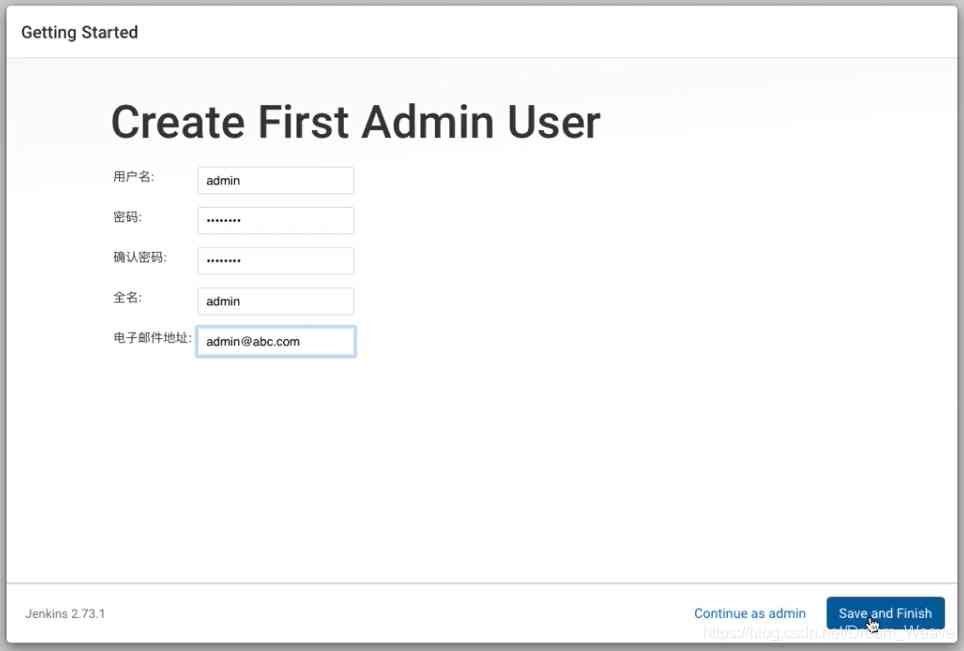 Getting Started
Create First Admin User
用户名: admin
密码: ••••••••
确认密码: ••••••••
全名: admin
电子邮件地址: admin@abc.com
Jenkins 2.73.1
Continue as admin
Save and Finish
https://blog.csdn.net/Dream_Weave